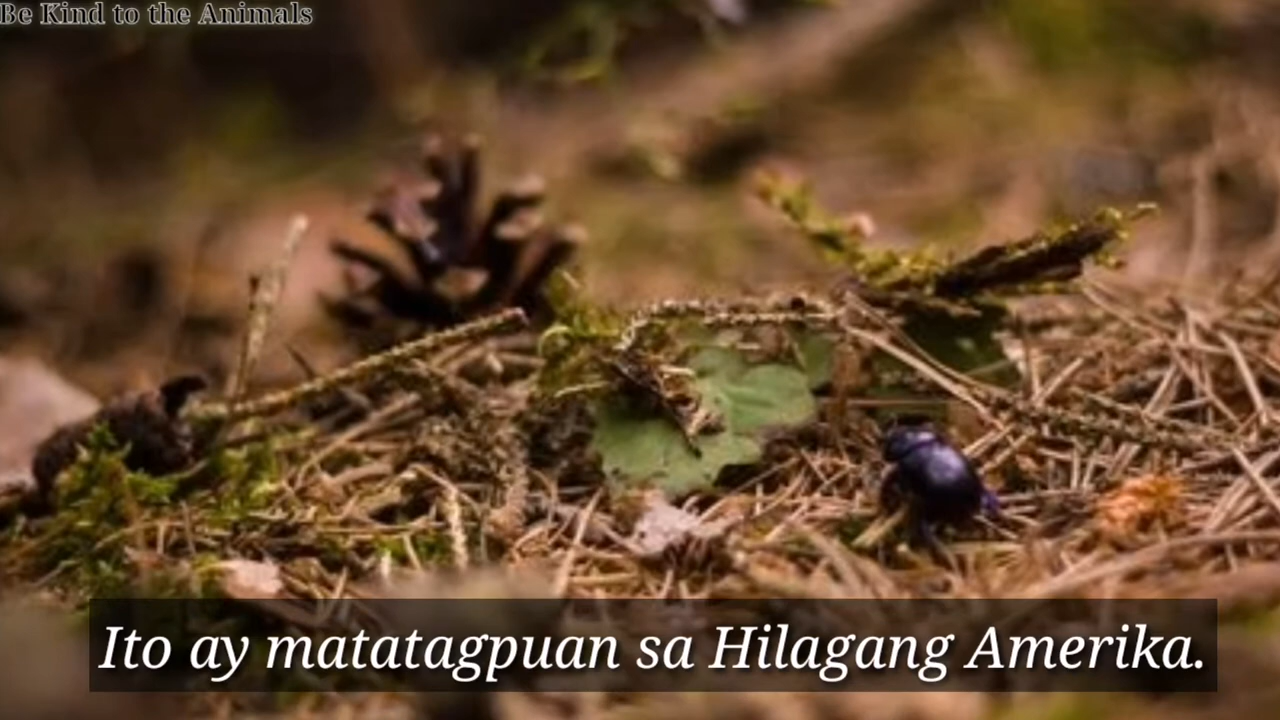 Be Kind to the Animals
Ito ay matatagpuan sa Hilagang Amerika.